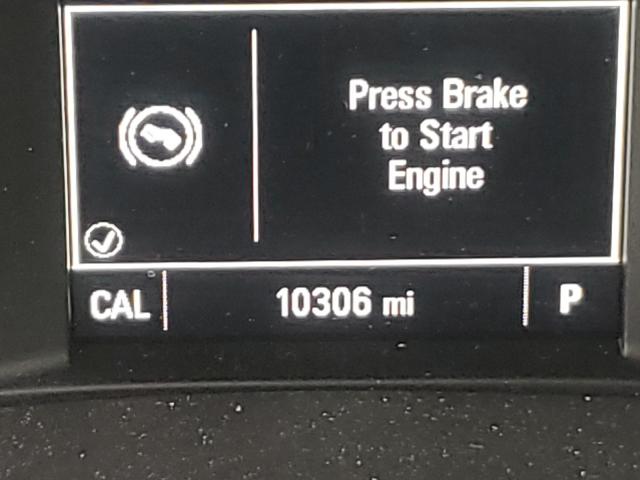 Press Brake
to Start
Engine
CAL
10306 mi
P